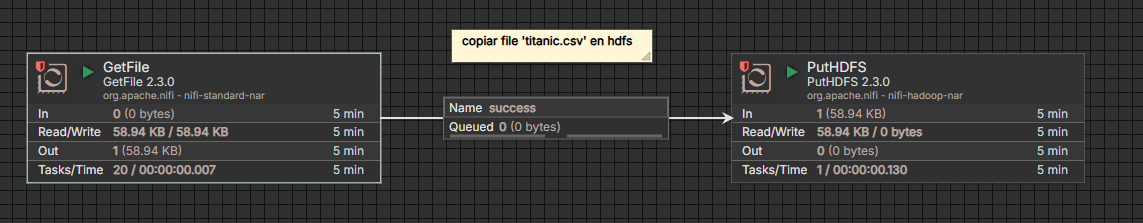 copiar file 'titanic.csv' en hdfs
GetFile
GetFile 2.3.0
org.apache.nifi - nifi-standard-nar
In 0 (0 bytes) 5 min
Read/Write 58.94 KB / 58.94 KB 5 min
Out 1 (58.94 KB) 5 min
Tasks/Time 20 / 00:00:00.007 5 min
Name success
Queued 0 (0 bytes)
PutHDFS
PutHDFS 2.3.0
org.apache.nifi - nifi-hadoop-nar
In 1 (58.94 KB) 5 min
Read/Write 58.94 KB / 0 bytes 5 min
Out 0 (0 bytes) 5 min
Tasks/Time 1 / 00:00:00.130 5 min